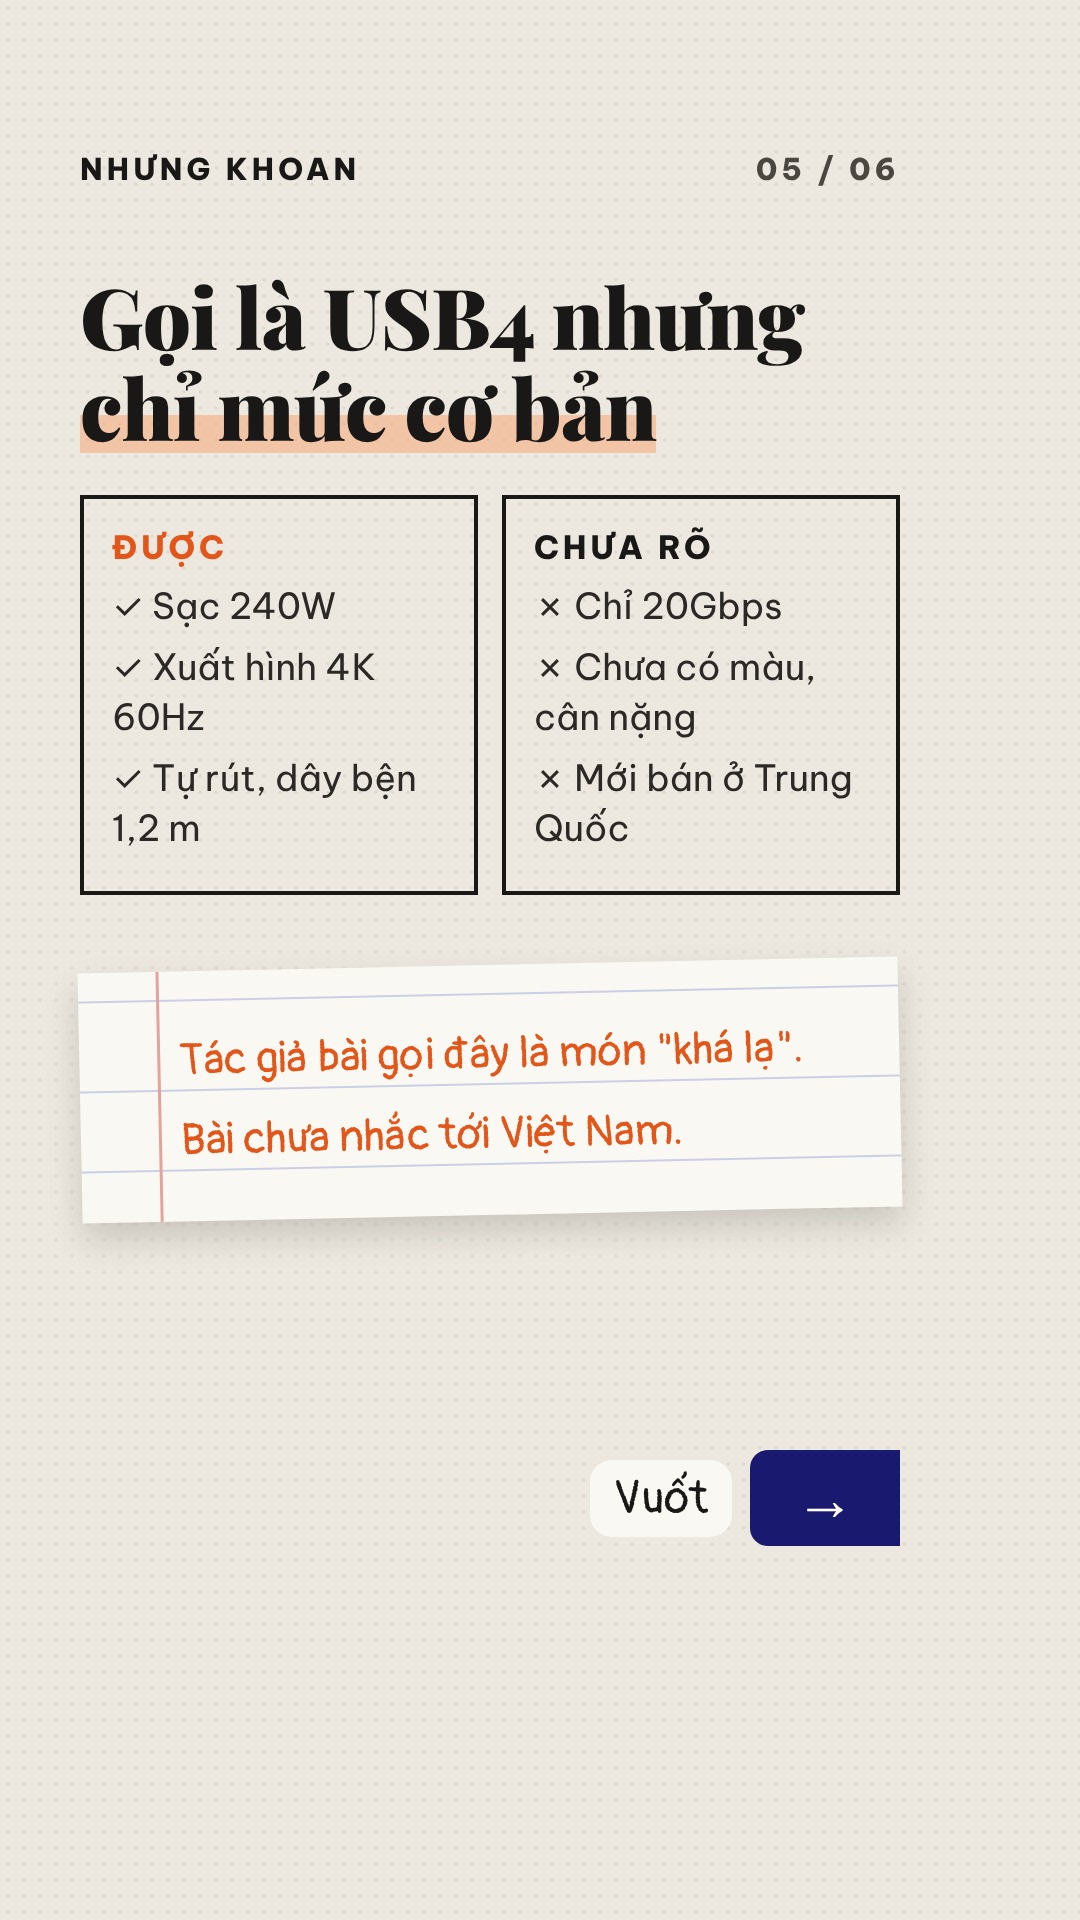 NHƯNG KHOAN
05 / 06
Gọi là USB4 nhưng
chỉ mức cơ bản
ĐƯỢC
✓ Sạc 240W
✓ Xuất hình 4K
60Hz
✓ Tự rút, dây bện
1,2 m
CHƯA RÕ
× Chỉ 20Gbps
× Chưa có màu,
cân nặng
× Mới bán ở Trung
Quốc
Tác giả bài gọi đây là món "khá lạ".
Bài chưa nhắc tới Việt Nam.
Vuốt →